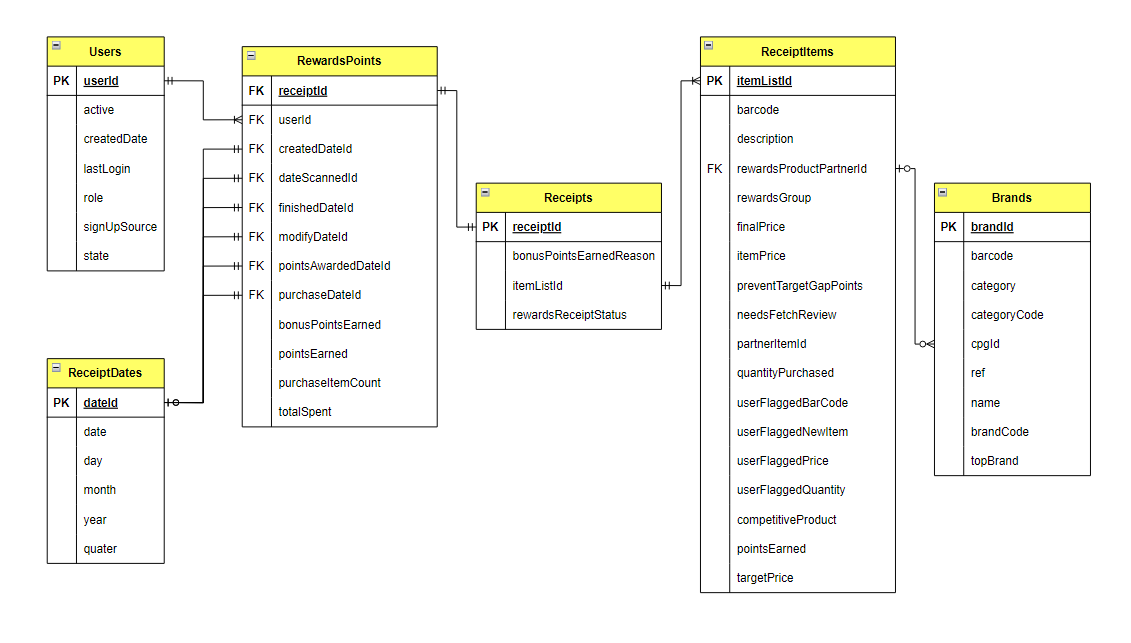 Users
PK userId
active
createdDate
lastLogin
role
signUpSource
state
ReceiptDates
PK dateId
date
day
month
year
quater
RewardsPoints
FK receiptId
FK userId
FK createdDateId
FK dateScannedId
FK finishedDateId
FK modifyDateId
FK pointsAwardedDateId
FK purchaseDateId
bonusPointsEarned
pointsEarned
purchaseItemCount
totalSpent
Receipts
PK receiptId
bonusPointsEarnedReason
itemListId
rewardsReceiptStatus
ReceiptItems
PK itemListId
barcode
description
FK rewardsProductPartnerId
rewardsGroup
finalPrice
itemPrice
preventTargetGapPoints
needsFetchReview
partnerItemId
quantityPurchased
userFlaggedBarCode
userFlaggedNewItem
userFlaggedPrice
userFlaggedQuantity
competitiveProduct
pointsEarned
targetPrice
Brands
PK brandId
barcode
category
categoryCode
cpgId
ref
name
brandCode
topBrand